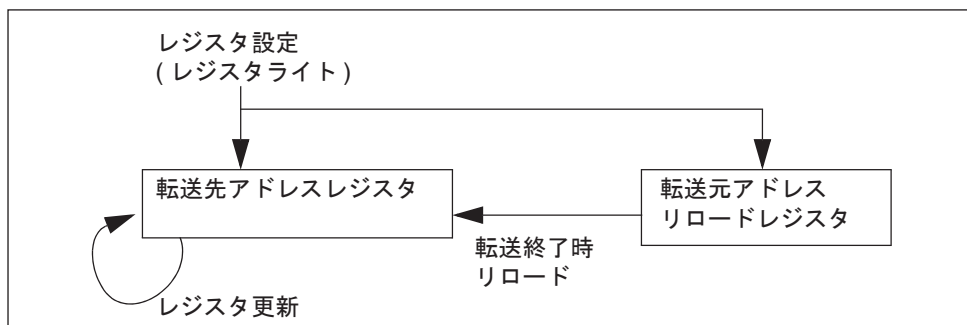 レジスタ設定
( レジスタライト )
転送先アドレスレジスタ
転送元アドレス
リロードレジスタ
転送終了時
リロード
レジスタ更新